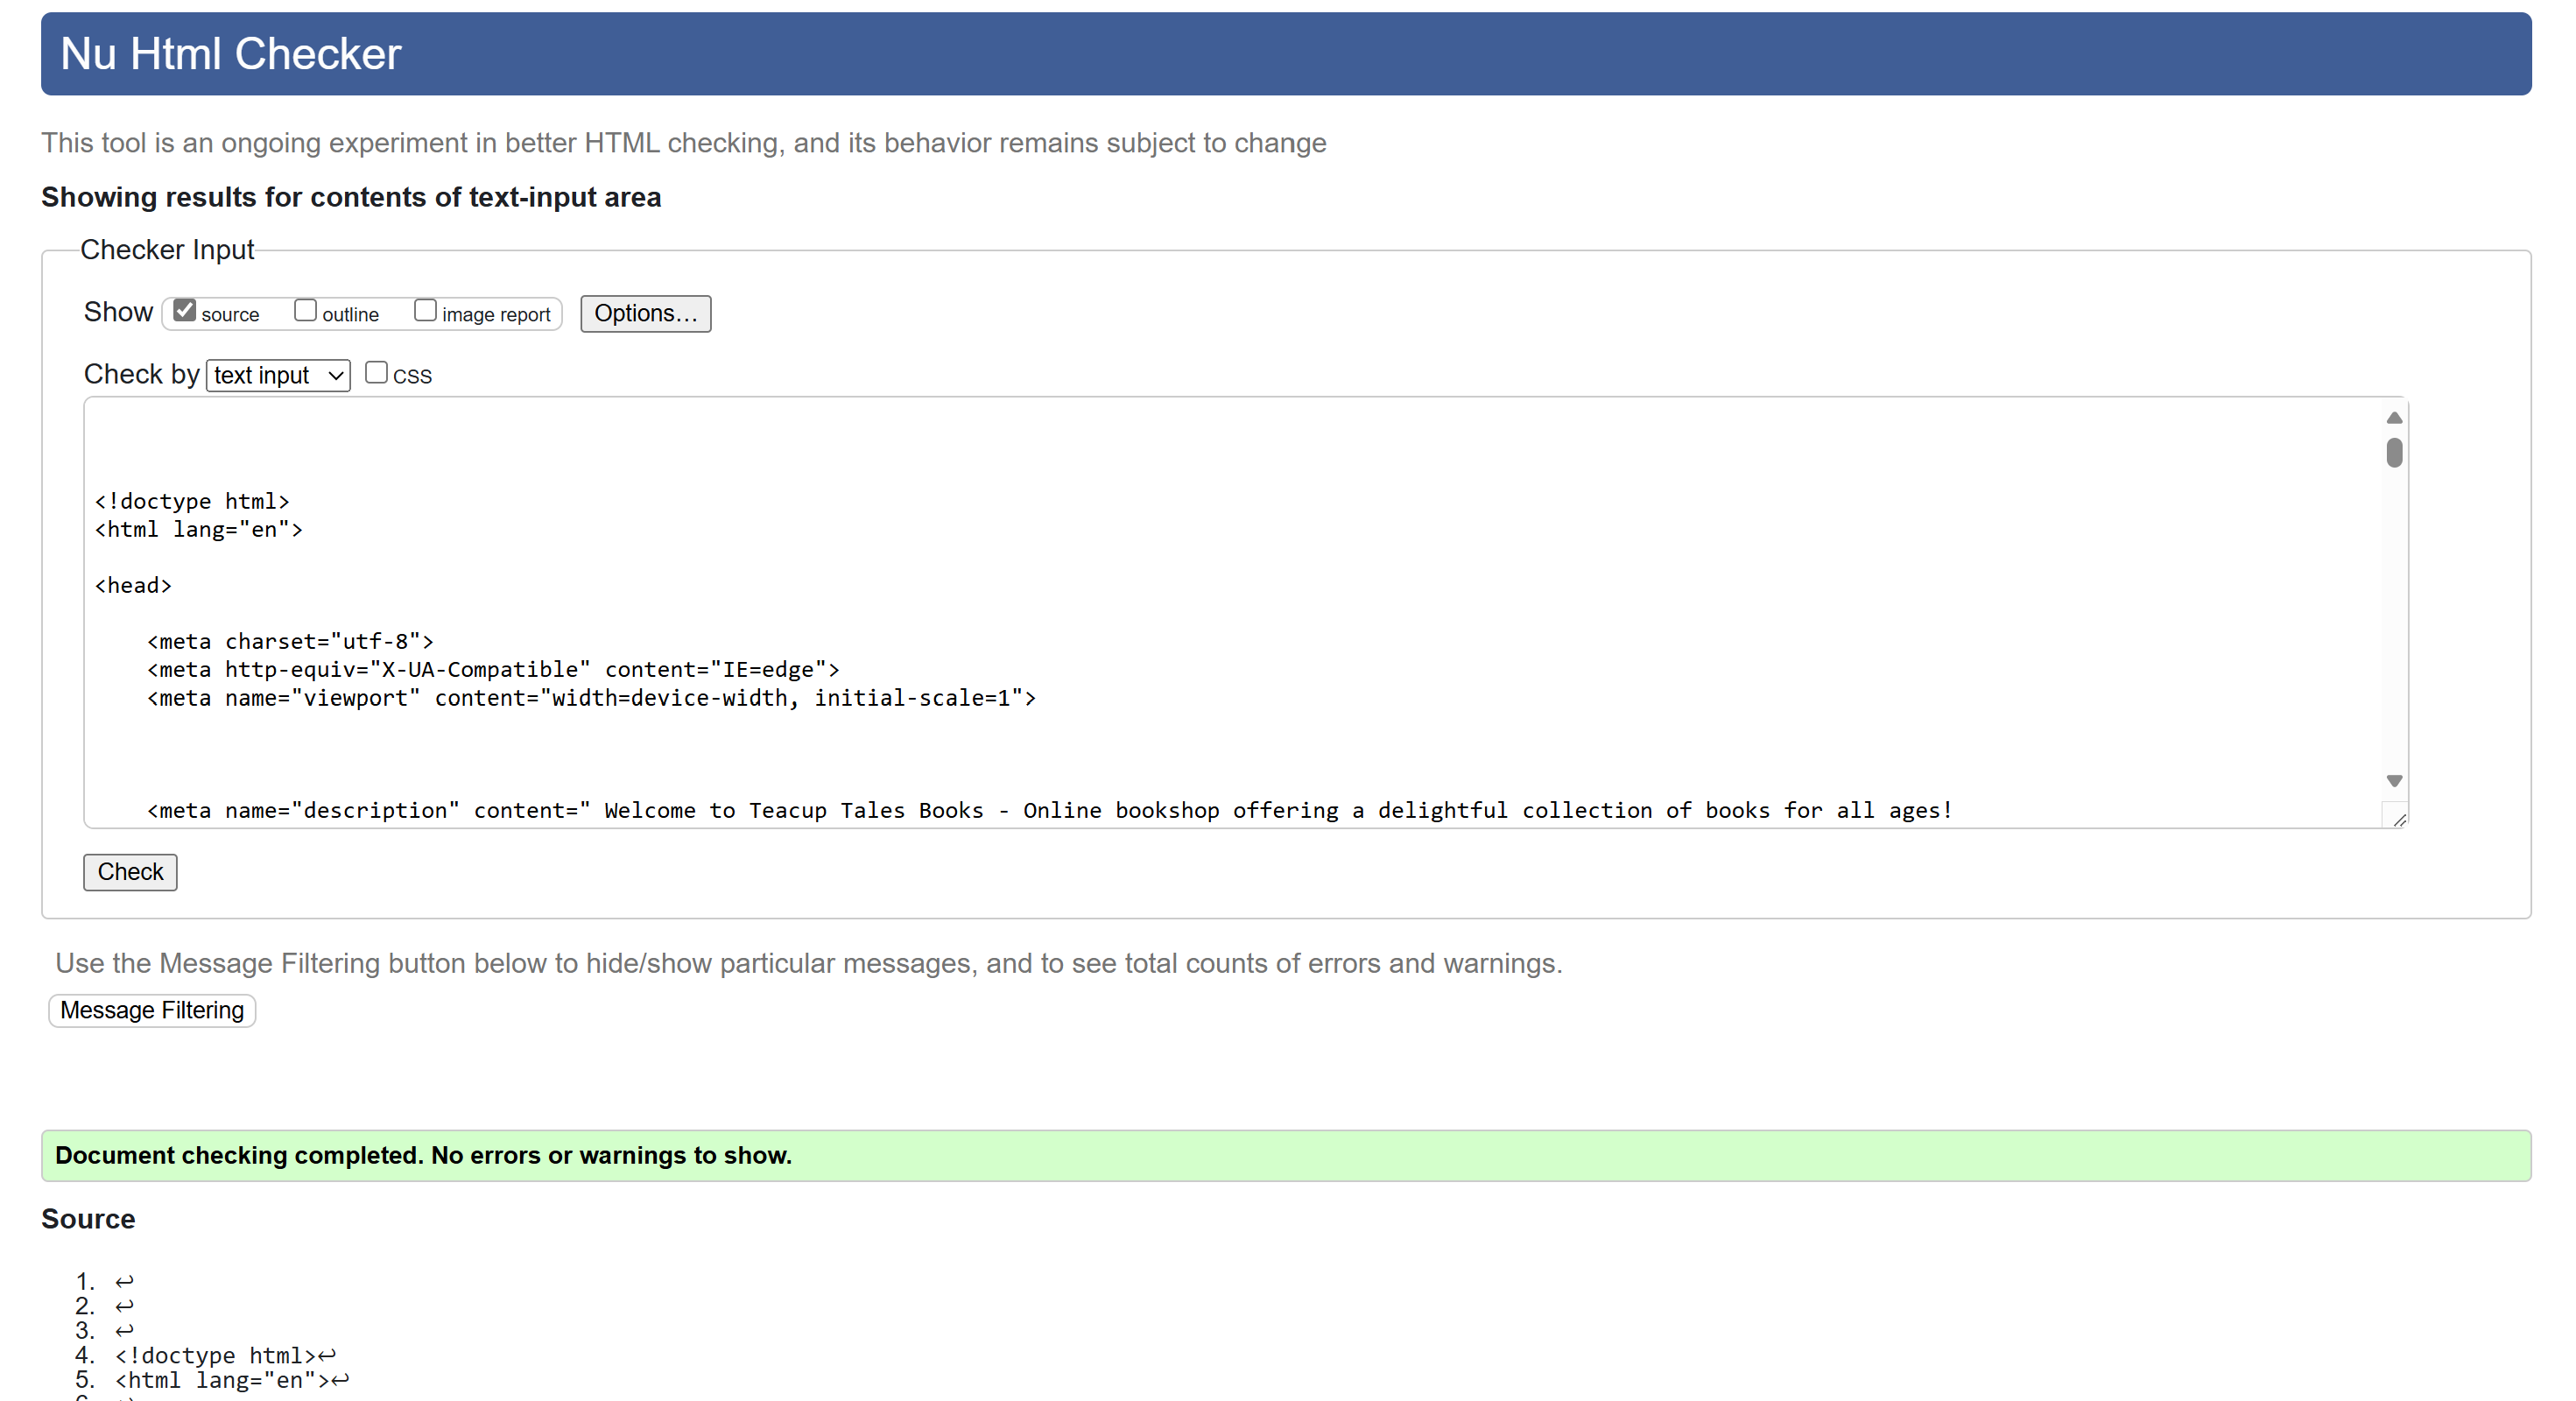 Nu Html Checker
This tool is an ongoing experiment in better HTML checking, and its behavior remains subject to change
Showing results for contents of text-input area
Checker Input
Show source outline image report Options…
Check by text input CSS
<!doctype html>
<html lang="en">
<head>
<meta charset="utf-8">
<meta http-equiv="X-UA-Compatible" content="IE=edge">
<meta name="viewport" content="width=device-width, initial-scale=1">
<meta name="description" content=" Welcome to Teacup Tales Books - Online bookshop offering a delightful collection of books for all ages!
Check
Use the Message Filtering button below to hide/show particular messages, and to see total counts of errors and warnings.
Message Filtering
Document checking completed. No errors or warnings to show.
Source
1. ↩
2. ↩
3. ↩
4. <!doctype html>↩
5. <html lang="en">↩